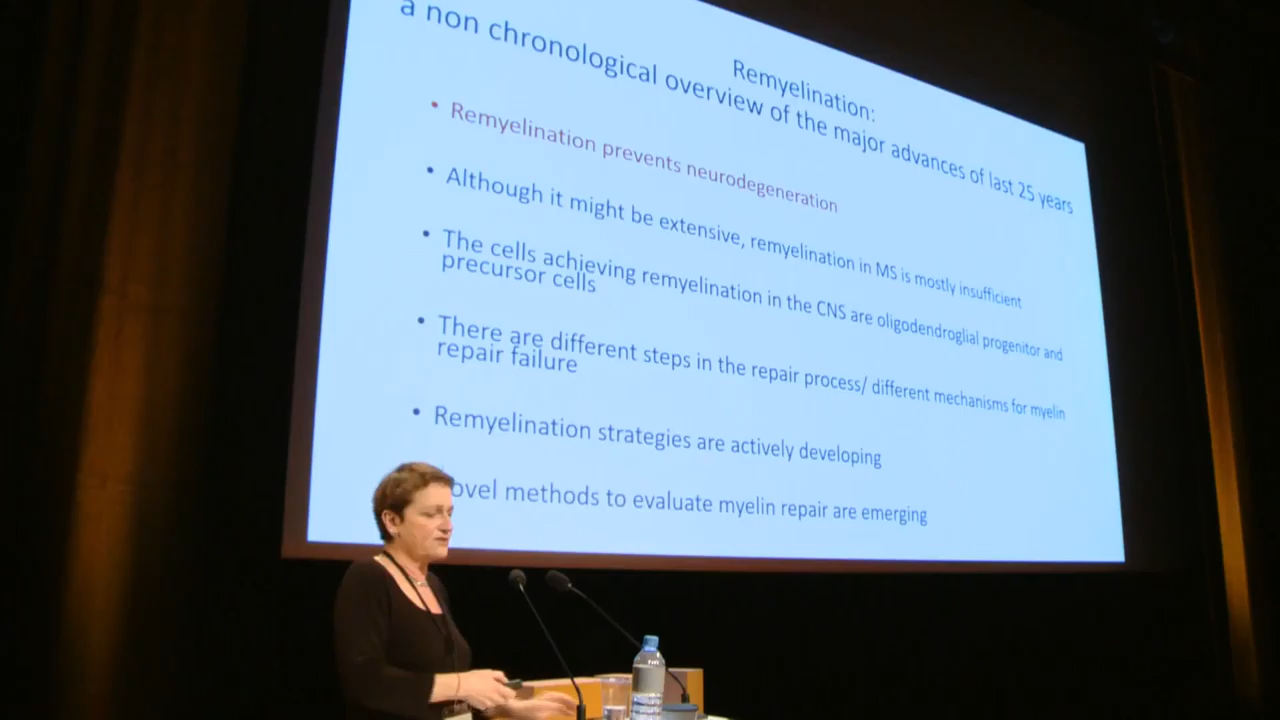 Remyelination:
a non chronological overview of the major advances of last 25 years
• Remyelination prevents neurodegeneration
• Although it might be extensive, remyelination in MS is mostly insufficient
• The cells achieving remyelination in the CNS are oligodendroglial progenitor and
precursor cells
• There are different steps in the repair process/ different mechanisms for myelin
repair failure
• Remyelination strategies are actively developing
ovel methods to evaluate myelin repair are emerging